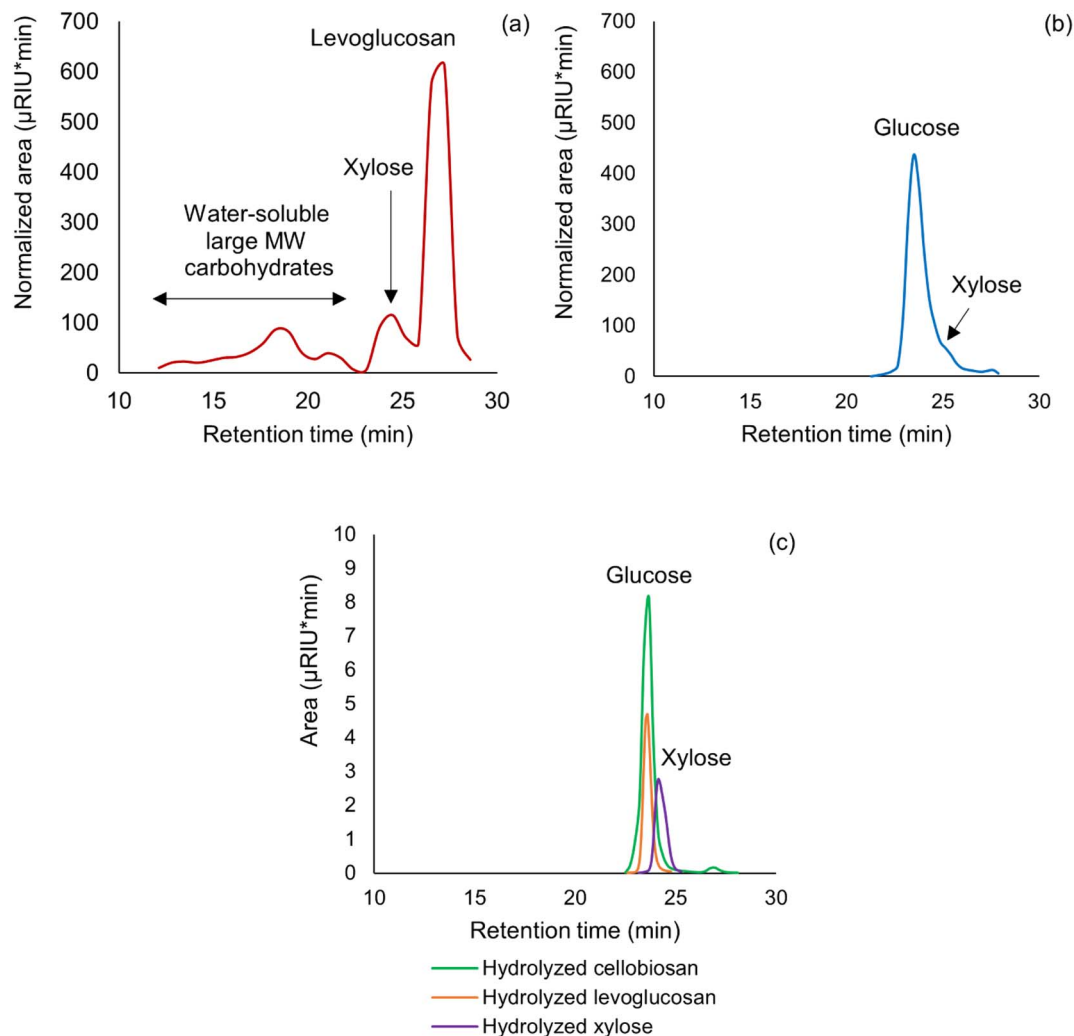 (a)
Normalized area (µRIU*min)
700
600
500
400
300
200
100
0
Levoglucosan
Xylose
Water-soluble
large MW
carbohydrates
10 15 20 25 30
Retention time (min)
(b)
Normalized area (µRIU*min)
700
600
500
400
300
200
100
0
Glucose
Xylose
10 15 20 25 30
Retention time (min)
(c)
Area (µRIU*min)
10
9
8
7
6
5
4
3
2
1
0
Glucose
Xylose
10 15 20 25 30
Retention time (min)
Hydrolyzed cellobiosan
Hydrolyzed levoglucosan
Hydrolyzed xylose